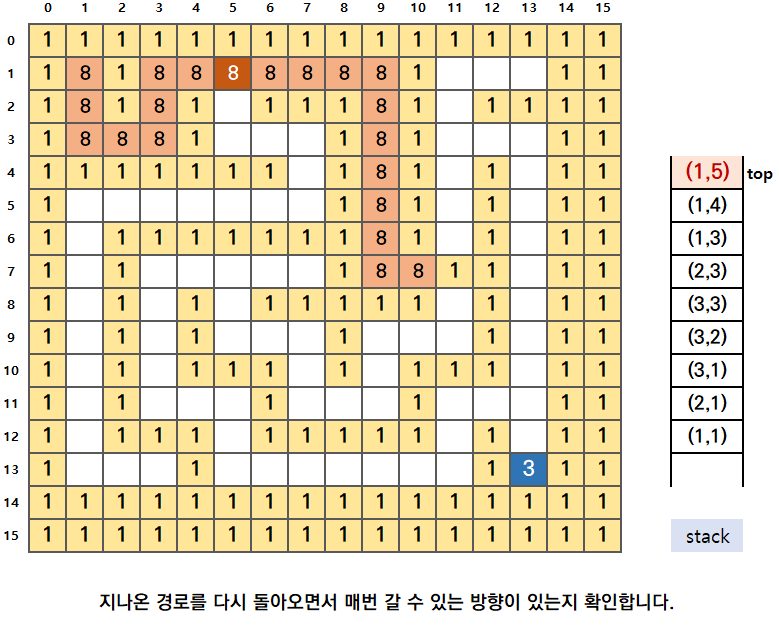 0 1 2 3 4 5 6 7 8 9 10 11 12 13 14 15
0 1 1 1 1 1 1 1 1 1 1 1 1 1 1 1 1
1 1 8 1 8 8 8 8 8 8 8 1 1 1
2 1 8 1 8 1 1 1 1 8 1 1 1 1 1
3 1 8 8 8 1 1 8 1 1 1
4 1 1 1 1 1 1 1 1 8 1 1 1 1
5 1 1 8 1 1 1 1
6 1 1 1 1 1 1 1 1 8 1 1 1 1
7 1 1 1 8 8 1 1 1 1
8 1 1 1 1 1 1 1 1 1 1 1
9 1 1 1 1 1 1 1
10 1 1 1 1 1 1 1 1 1 1 1
11 1 1 1 1 1 1
12 1 1 1 1 1 1 1 1 1 1 1 1
13 1 1 1 3 1 1
14 1 1 1 1 1 1 1 1 1 1 1 1 1 1 1 1
15 1 1 1 1 1 1 1 1 1 1 1 1 1 1 1 1
(1,5) top
(1,4)
(1,3)
(2,3)
(3,3)
(3,2)
(3,1)
(2,1)
(1,1)
stack
지나온 경로를 다시 돌아오면서 매번 갈 수 있는 방향이 있는지 확인합니다.